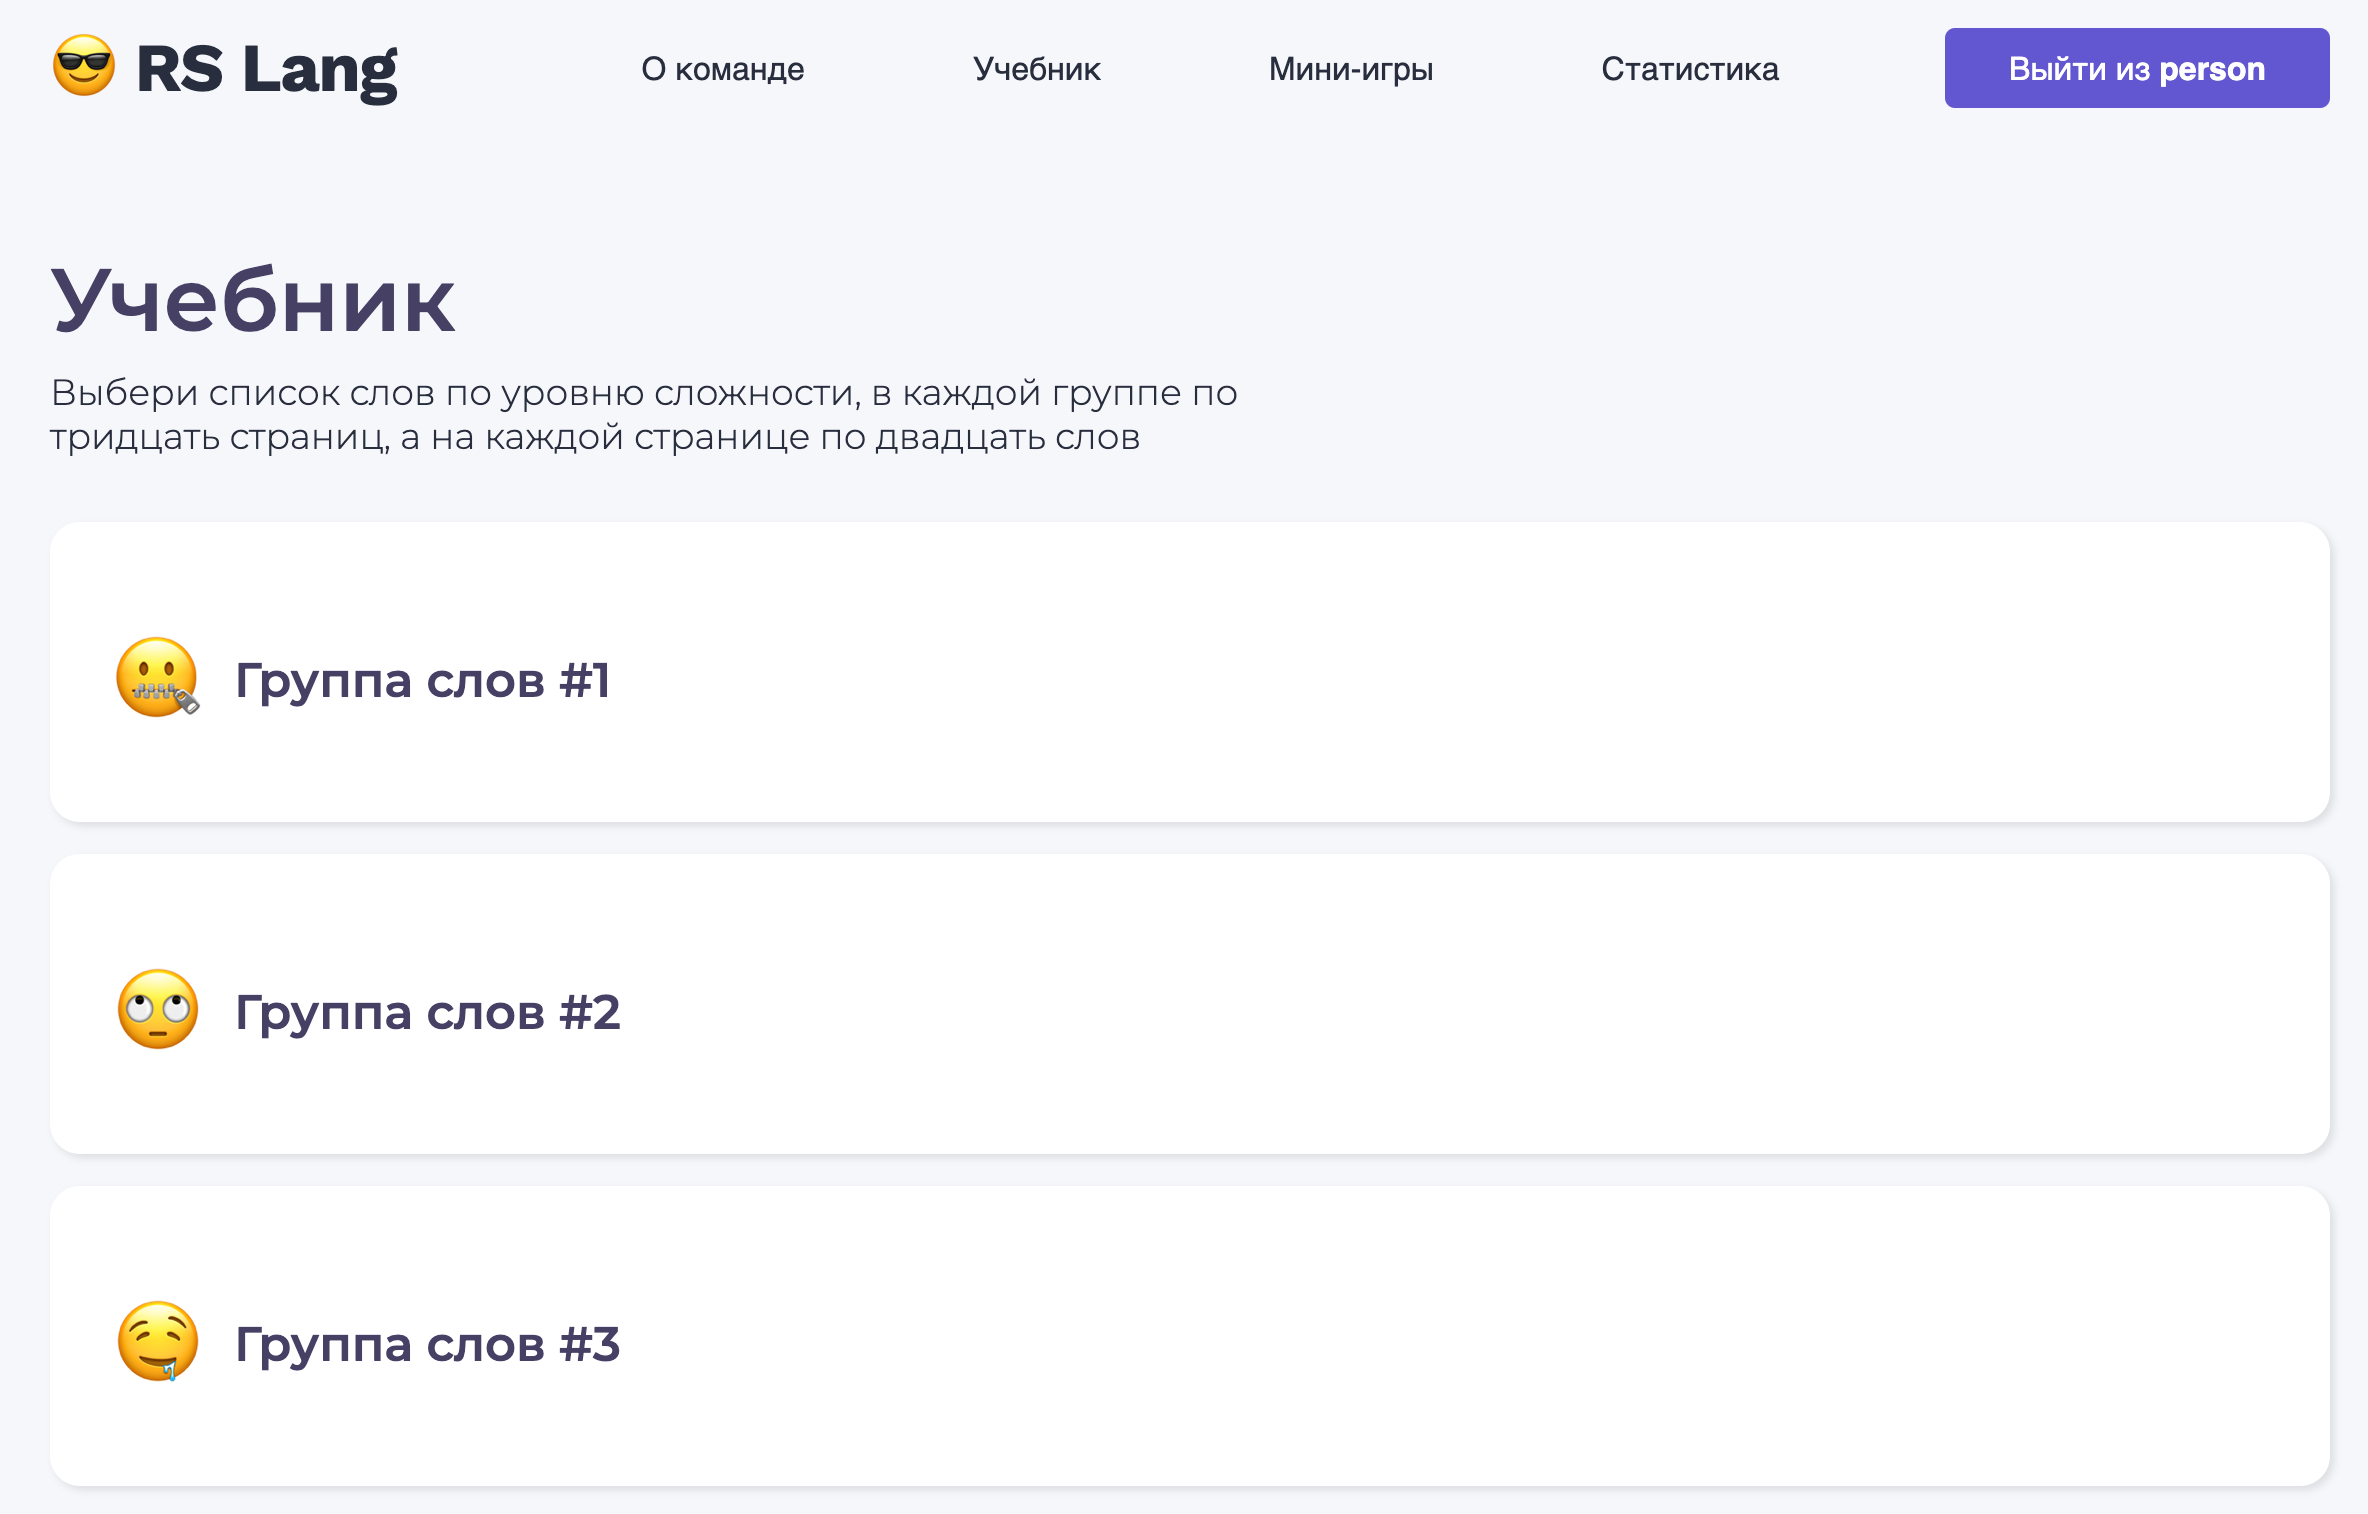 RS Lang
О команде
Учебник
Мини-игры
Статистика
Выйти из person
Учебник
Выбери список слов по уровню сложности, в каждой группе по
тридцать страниц, а на каждой странице по двадцать слов
Группа слов #1
Группа слов #2
Группа слов #3